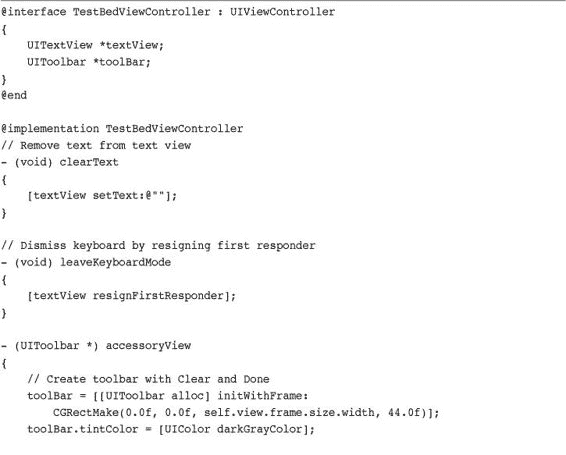 @interface TestBedViewController : UIViewController
{
    UITextView *textView;
    UIToolbar *toolBar;
}
@end

@implementation TestBedViewController
// Remove text from text view
- (void) clearText
{
    [textView setText:@""];
}

// Dismiss keyboard by resigning first responder
- (void) leaveKeyboardMode
{
    [textView resignFirstResponder];
}

- (UIToolbar *) accessoryView
{
    // Create toolbar with Clear and Done
    toolBar = [[UIToolbar alloc] initWithFrame:
        CGRectMake(0.0f, 0.0f, self.view.frame.size.width, 44.0f)];
    toolBar.tintColor = [UIColor darkGrayColor];